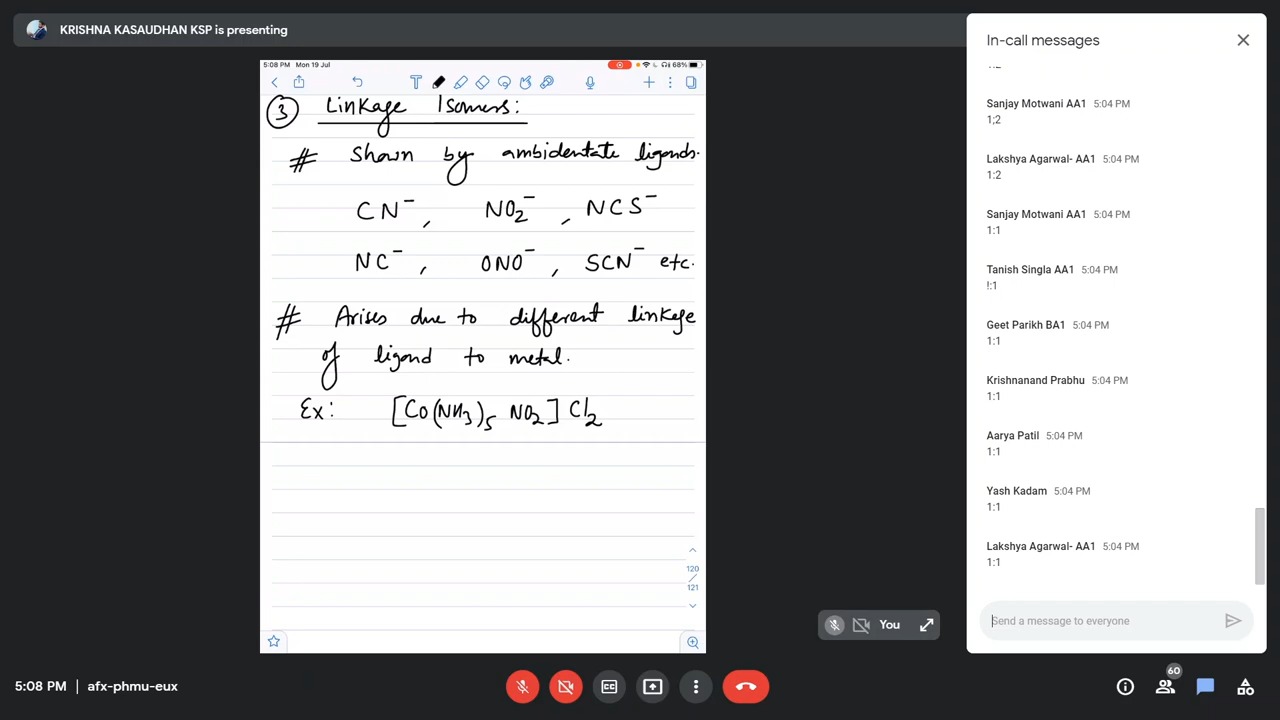 KRISHNA KASAUDHAN KSP is presenting
5:08 PM Mon 19 Jul
68%
③ Linkage Isomers:
# Shown by ambidentate ligands.
CN⁻, NO₂⁻, NCS⁻
NC⁻, ONO⁻, SCN⁻ etc.
# Arises due to different linkage
of ligand to metal.
Ex: [Co(NH₃)₅ NO₂] Cl₂
120
/
121
You
In-call messages
Sanjay Motwani AA1 5:04 PM
1;2
Lakshya Agarwal- AA1 5:04 PM
1:2
Sanjay Motwani AA1 5:04 PM
1:1
Tanish Singla AA1 5:04 PM
!:1
Geet Parikh BA1 5:04 PM
1:1
Krishnanand Prabhu 5:04 PM
1:1
Aarya Patil 5:04 PM
1:1
Yash Kadam 5:04 PM
1:1
Lakshya Agarwal- AA1 5:04 PM
1:1
Send a message to everyone
5:08 PM | afx-phmu-eux
60